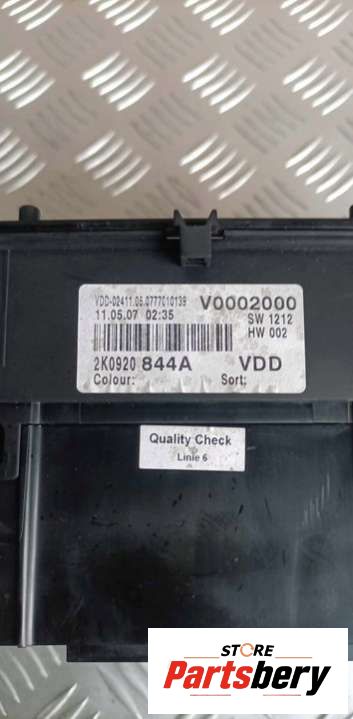 VDD-02411.05.0777010139 V0002000
11.05.07 02:35 SW 1212
HW 002
2K0920 844A VDD
Colour: Sort:
Quality Check
Linie 6
STORE
Partsbery